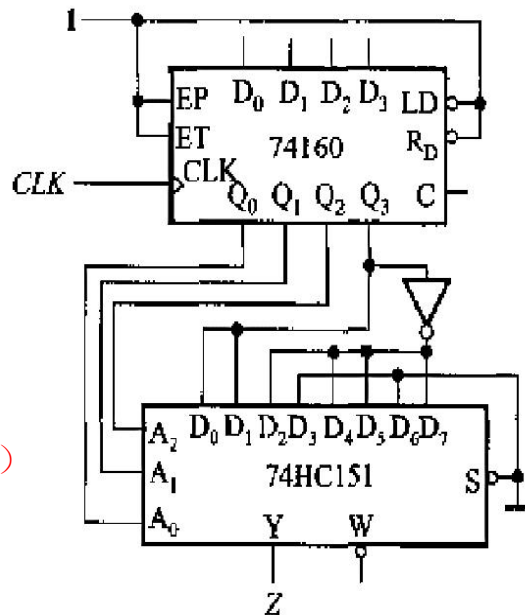 1
EP D₀ D₁ D₂ D₃ LD
ET 74160 R_D
CLK CLK
Q₀ Q₁ Q₂ Q₃ C
A₂ D₀ D₁ D₂ D₃ D₄ D₅ D₆ D₇
)
A₁ 74HC151 S
A₀ Y W
Z